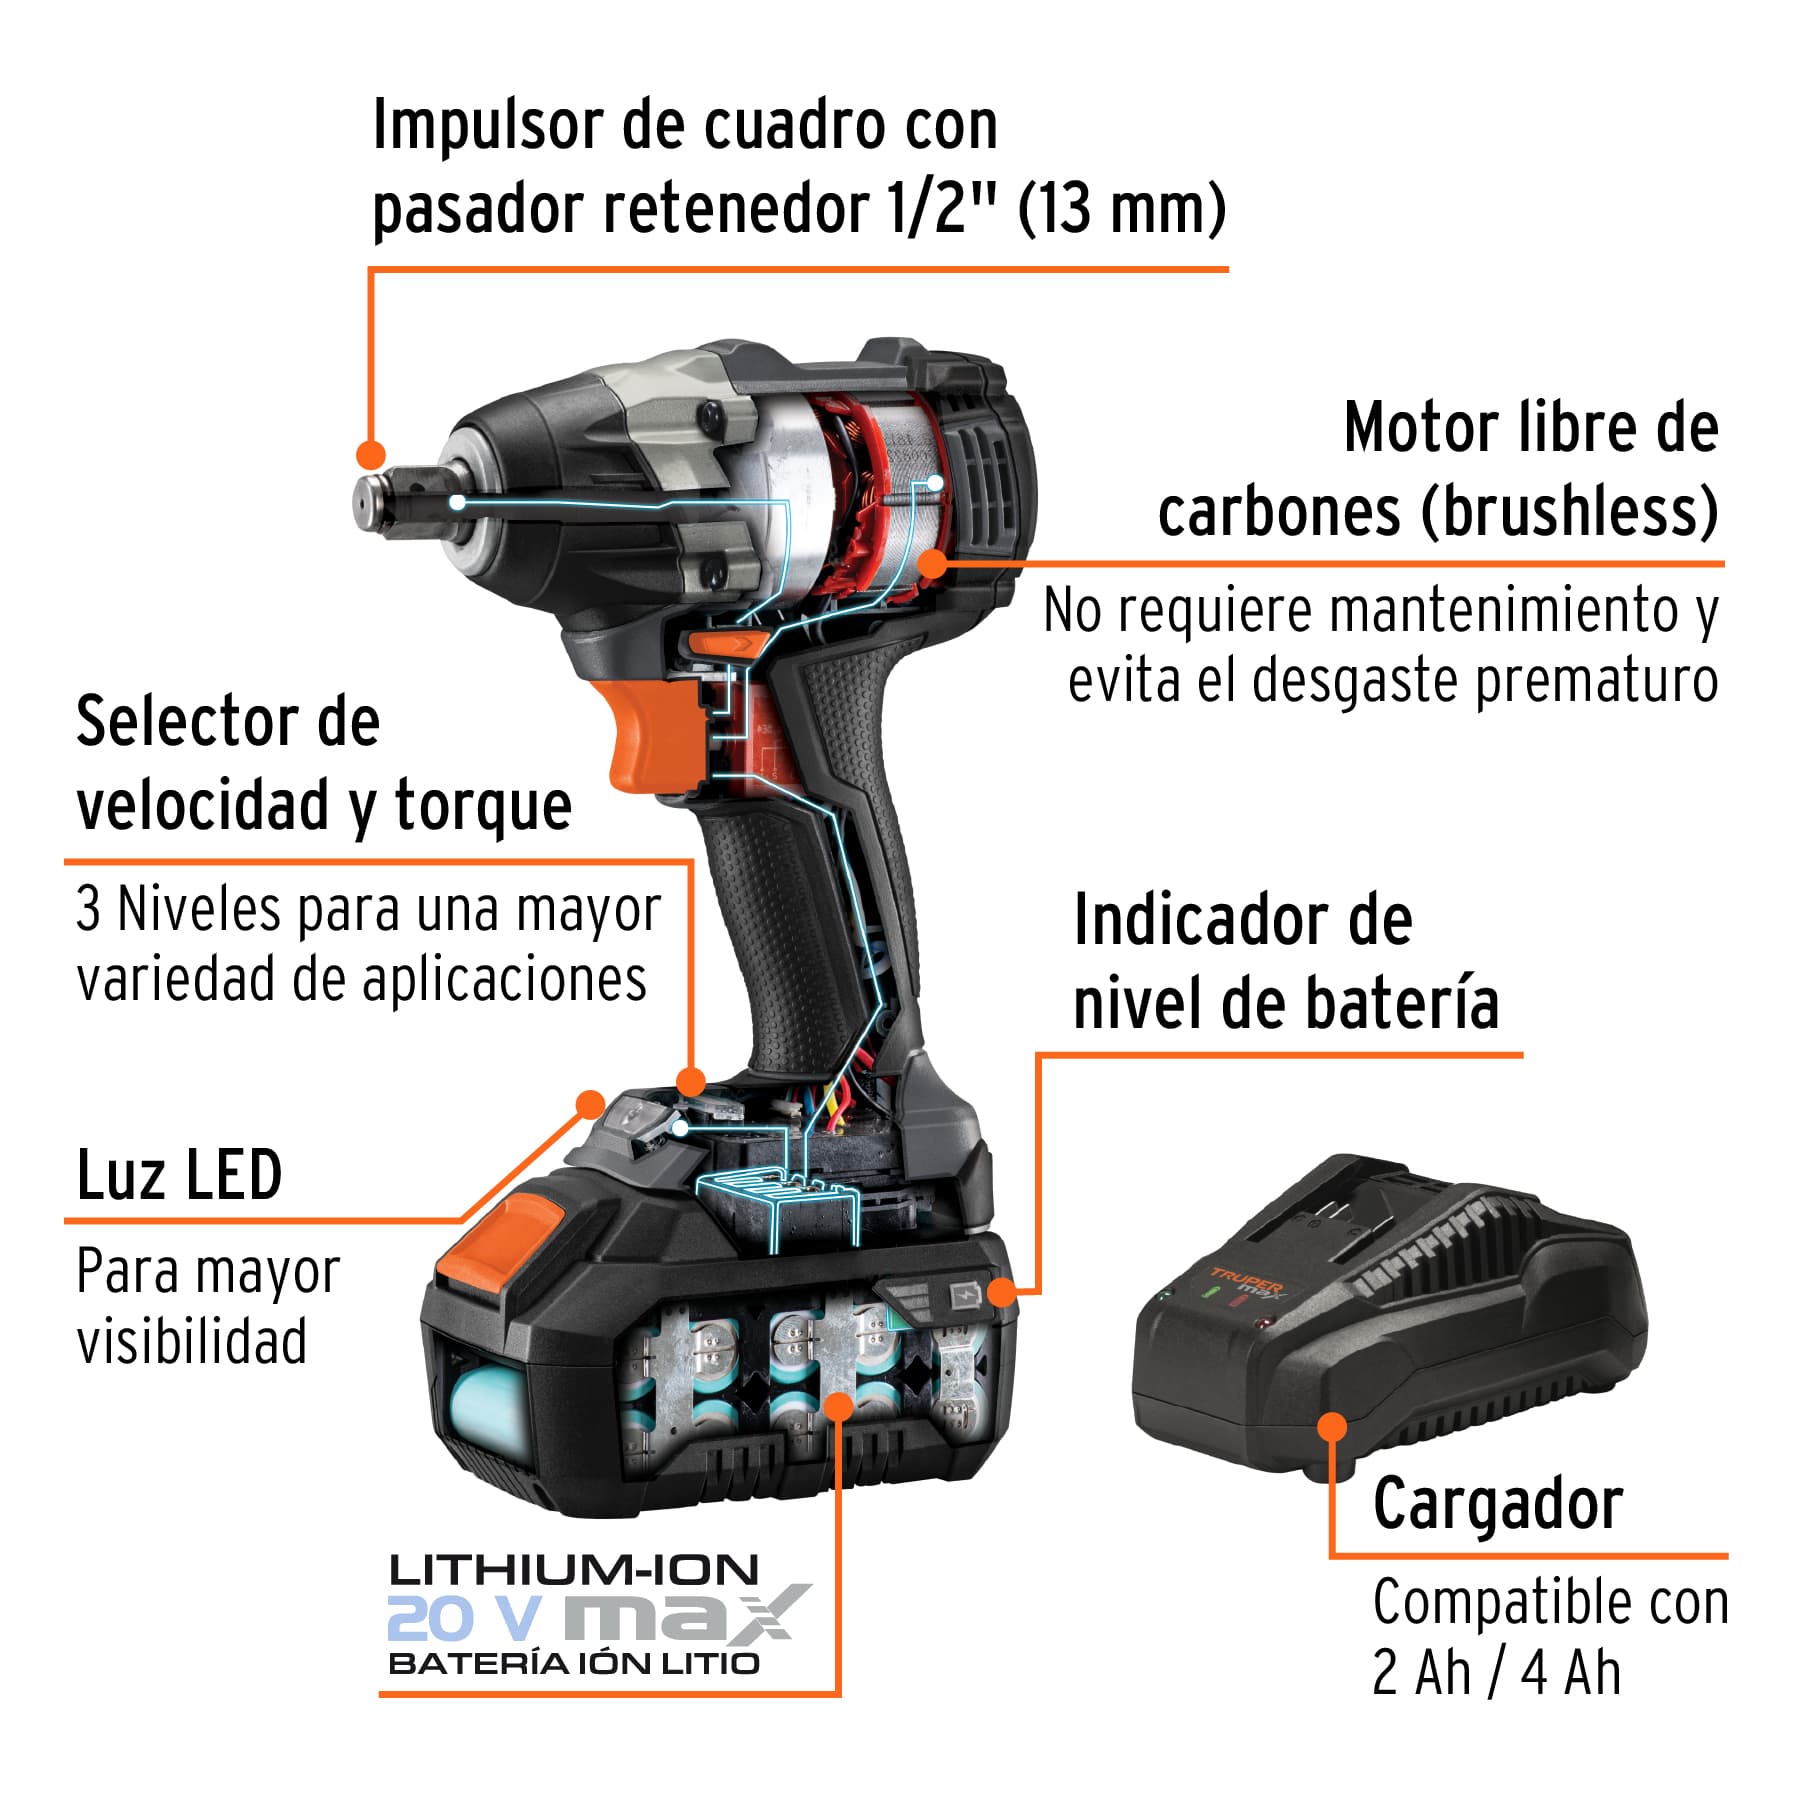 Impulsor de cuadro con
pasador retenedor 1/2" (13 mm)
Motor libre de
carbones (brushless)
No requiere mantenimiento y
evita el desgaste prematuro
Selector de
velocidad y torque
3 Niveles para una mayor
variedad de aplicaciones
Indicador de
nivel de batería
Luz LED
Para mayor
visibilidad
TRUPER
max
Cargador
Compatible con
2 Ah / 4 Ah
LITHIUM-ION
20 V max
BATERÍA IÓN LITIO